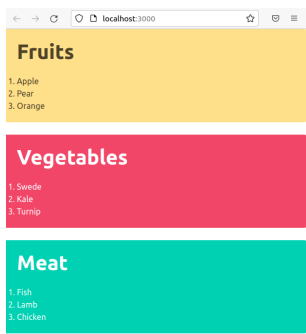 localhost:3000
Fruits
1. Apple
2. Pear
3. Orange
Vegetables
1. Swede
2. Kale
3. Turnip
Meat
1. Fish
2. Lamb
3. Chicken